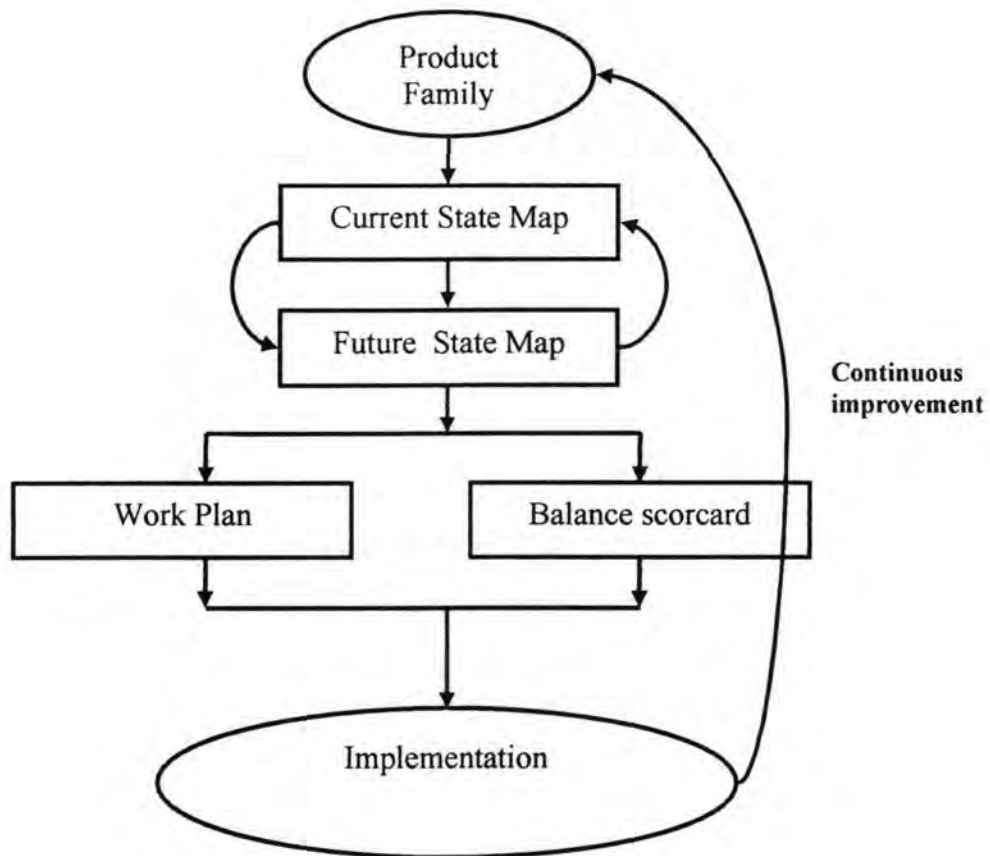 Product
Family
Current State Map
Future State Map
Continuous
improvement
Work Plan
Balance scorcard
Implementation